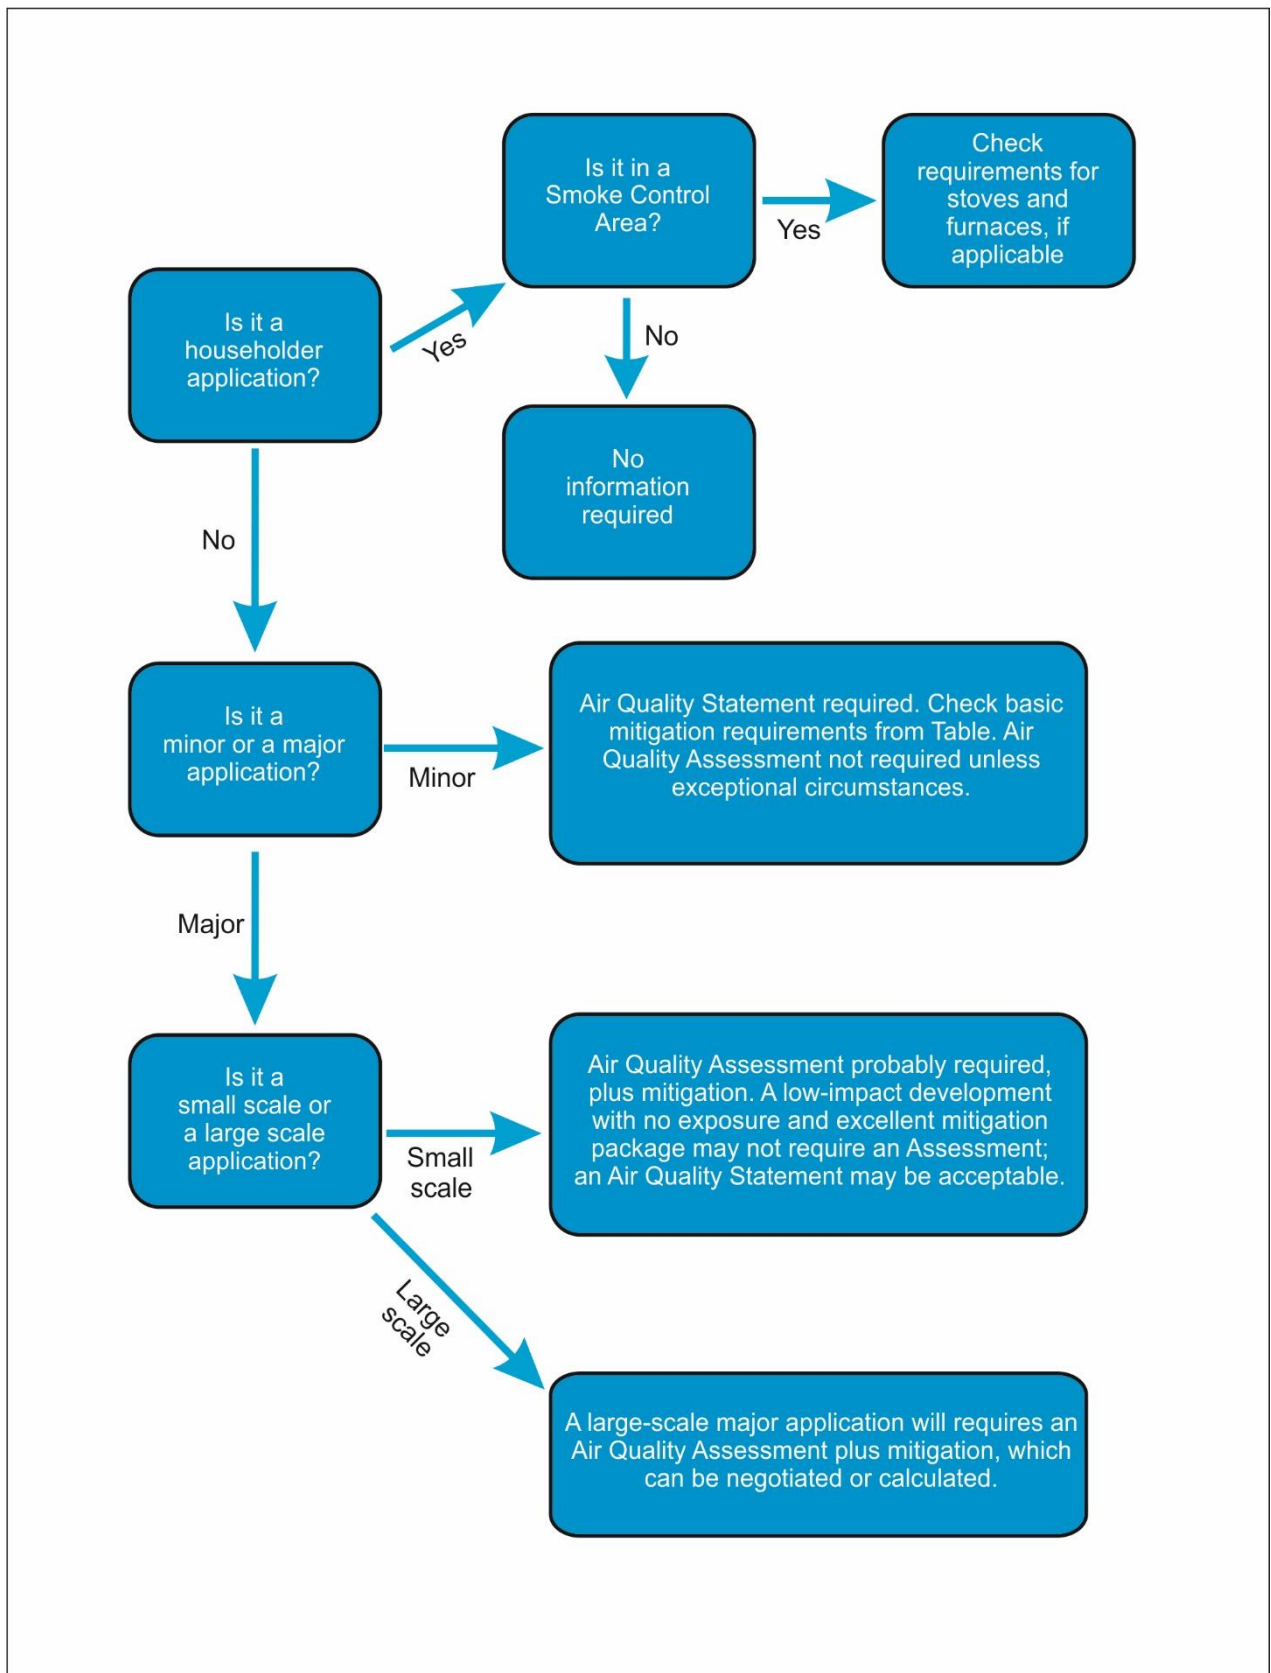 Is it in a
Smoke Control
Area?
Yes
Check
requirements for
stoves and
furnaces, if
applicable
Is it a
householder
application?
Yes
No
No
information
required
No
Is it a
minor or a major
application?
Minor
Air Quality Statement required. Check basic
mitigation requirements from Table. Air
Quality Assessment not required unless
exceptional circumstances.
Major
Is it a
small scale or
a large scale
application?
Small
scale
Air Quality Assessment probably required,
plus mitigation. A low-impact development
with no exposure and excellent mitigation
package may not require an Assessment;
an Air Quality Statement may be acceptable.
Large
scale
A large-scale major application will requires an
Air Quality Assessment plus mitigation, which
can be negotiated or calculated.